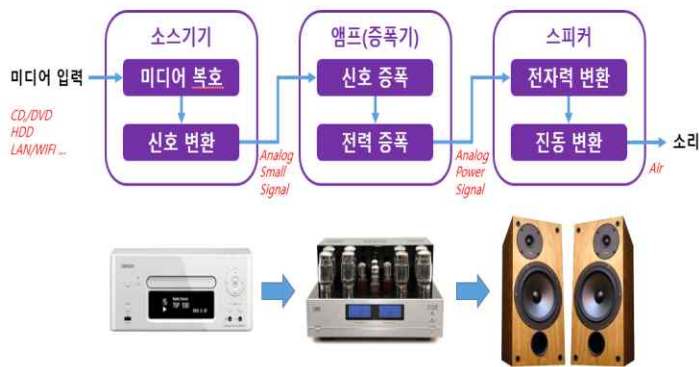 소스기기
앰프(증폭기)
스피커
미디어 입력
미디어 복호
신호 증폭
전자력 변환
CD/DVD
HDD
LAN/WIFI ...
신호 변환
전력 증폭
진동 변환
소리
Analog
Small
Signal
Analog
Power
Signal
Air